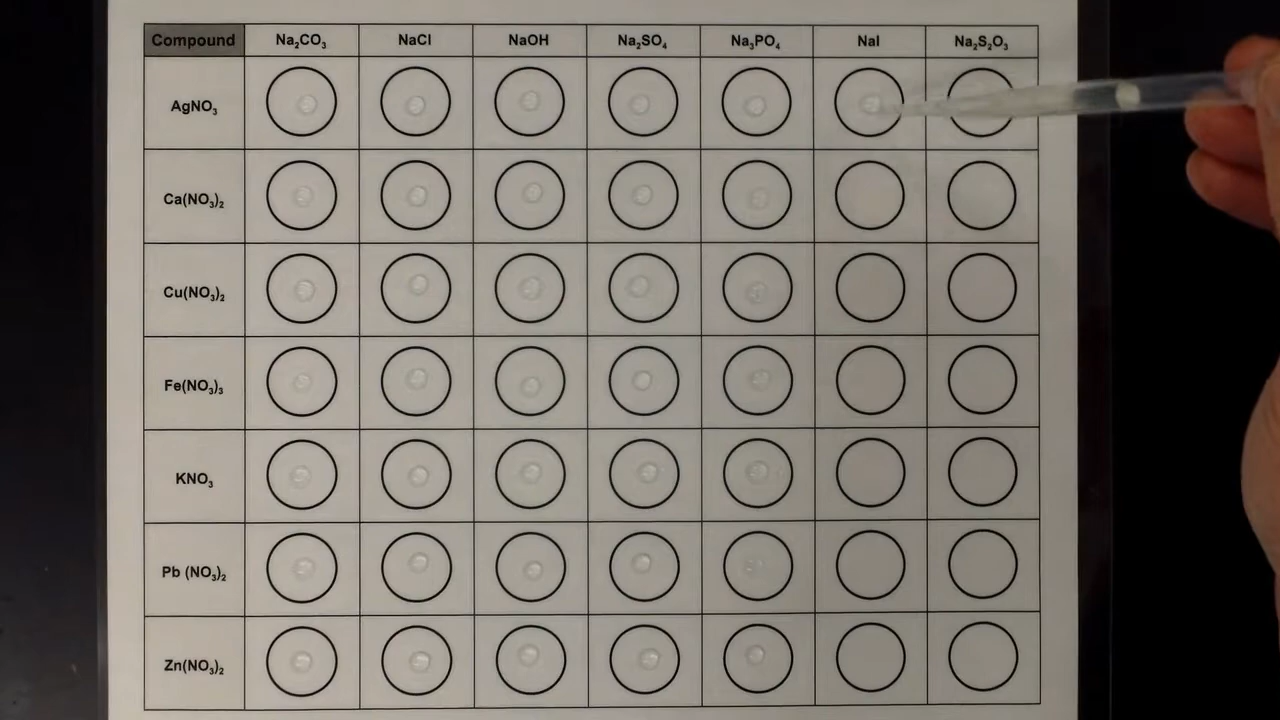 Compound Na₂CO₃ NaCl NaOH Na₂SO₄ Na₃PO₄ NaI Na₂S₂O₃
AgNO₃
Ca(NO₃)₂
Cu(NO₃)₂
Fe(NO₃)₃
KNO₃
Pb (NO₃)₂
Zn(NO₃)₂